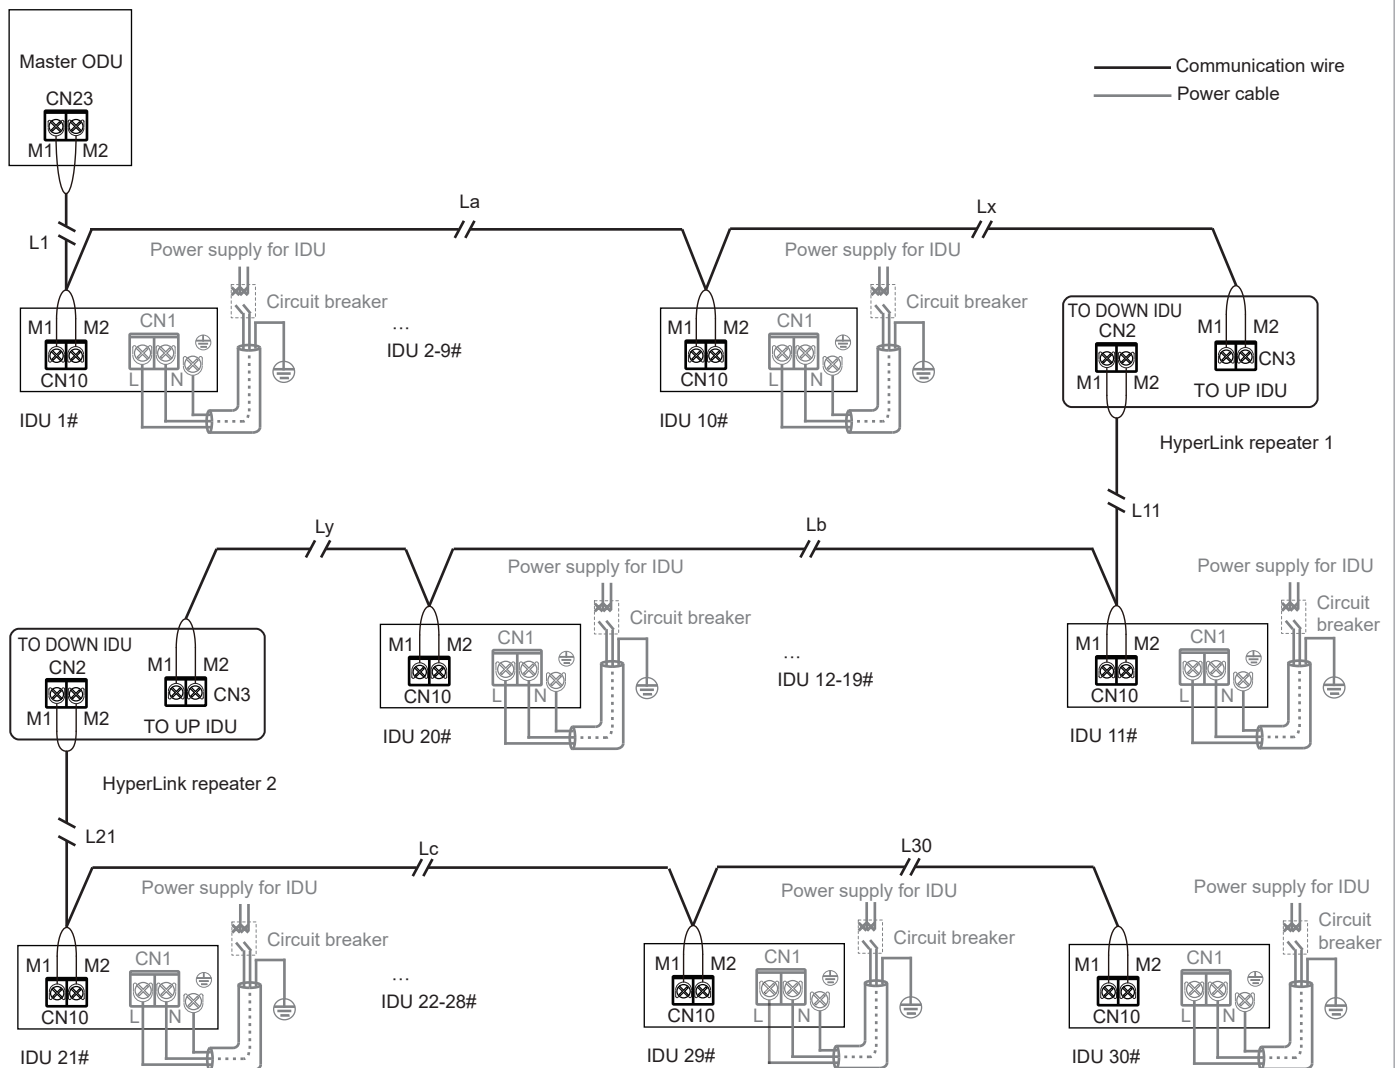 Master ODU
CN23
M1 M2
Communication wire
Power cable
L1
La
Lx
Power supply for IDU
Circuit breaker
M1 M2
CN1
CN10
L N
IDU 1#
...
IDU 2-9#
Power supply for IDU
Circuit breaker
M1 M2
CN1
CN10
L N
IDU 10#
TO DOWN IDU
CN2
M1 M2
M1 M2
CN3
TO UP IDU
HyperLink repeater 1
L11
Ly
Lb
TO DOWN IDU
CN2
M1 M2
M1 M2
CN3
TO UP IDU
HyperLink repeater 2
Power supply for IDU
Circuit breaker
M1 M2
CN1
CN10
L N
IDU 20#
...
IDU 12-19#
Power supply for IDU
Circuit
breaker
M1 M2
CN1
CN10
L N
IDU 11#
L21
Lc
L30
Power supply for IDU
Circuit breaker
M1 M2
CN1
CN10
L N
IDU 21#
...
IDU 22-28#
Power supply for IDU
Circuit breaker
M1 M2
CN1
CN10
L N
IDU 29#
Power supply for IDU
Circuit
breaker
M1 M2
CN1
CN10
L N
IDU 30#